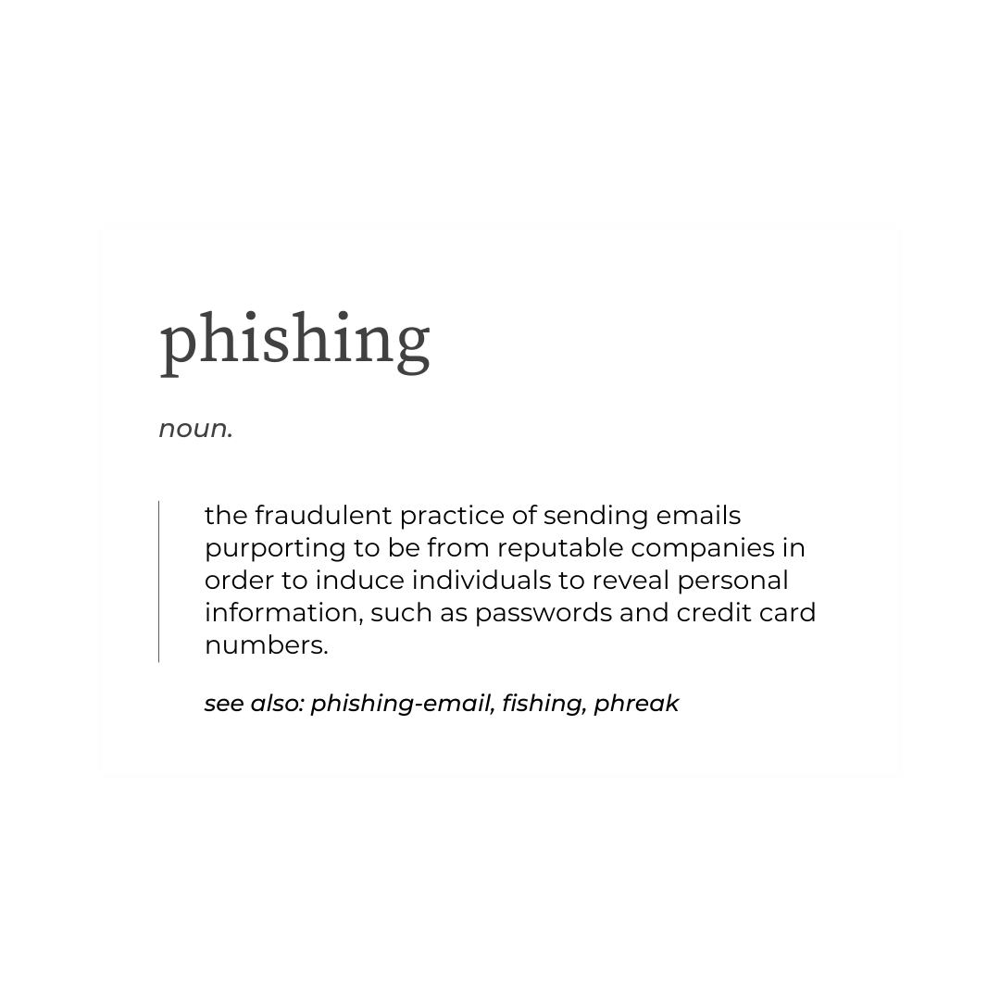 phishing
noun.
the fraudulent practice of sending emails
purporting to be from reputable companies in
order to induce individuals to reveal personal
information, such as passwords and credit card
numbers.
see also: phishing-email, fishing, phreak